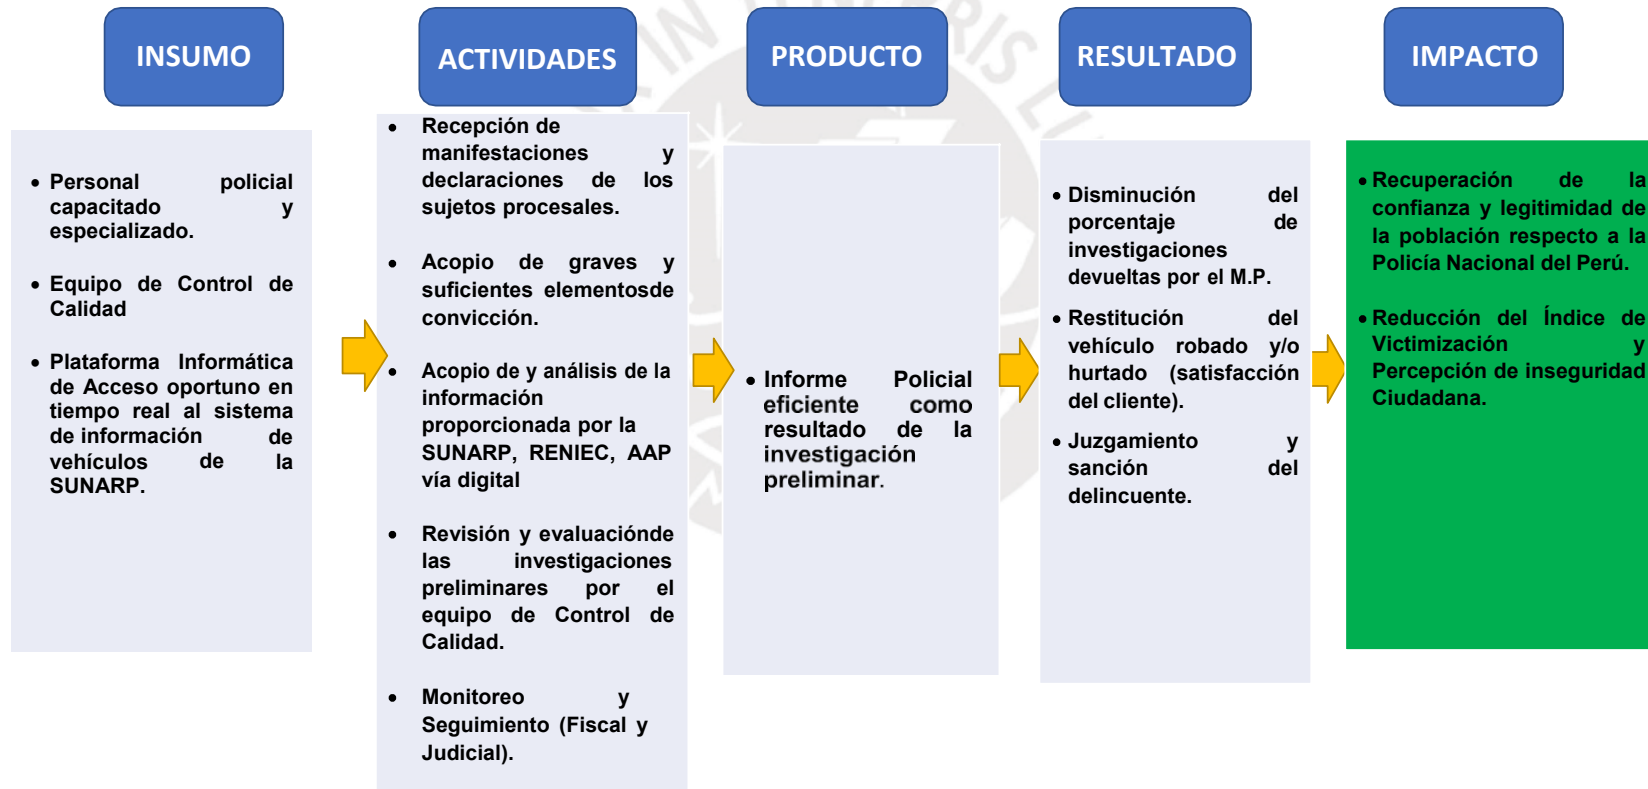 INSUMO
ACTIVIDADES
PRODUCTO
RESULTADO
IMPACTO
• Personal policial
capacitado y
especializado.
• Equipo de Control de
Calidad
• Plataforma Informática
de Acceso oportuno en
tiempo real al sistema
de información de
vehículos de la
SUNARP.
• Recepción de
manifestaciones y
declaraciones de los
sujetos procesales.
• Acopio de graves y
suficientes elementosde
convicción.
• Acopio de y análisis de la
información
proporcionada por la
SUNARP, RENIEC, AAP
vía digital
• Revisión y evaluaciónde
las investigaciones
preliminares por el
equipo de Control de
Calidad.
• Monitoreo y
Seguimiento (Fiscal y
Judicial).
• Informe Policial
eficiente como
resultado de la
investigación
preliminar.
• Disminución del
porcentaje de
investigaciones
devueltas por el M.P.
• Restitución del
vehículo robado y/o
hurtado (satisfacción
del cliente).
• Juzgamiento y
sanción del
delincuente.
• Recuperación de la
confianza y legitimidad de
la población respecto a la
Policía Nacional del Perú.
• Reducción del Índice de
Victimización y
Percepción de inseguridad
Ciudadana.